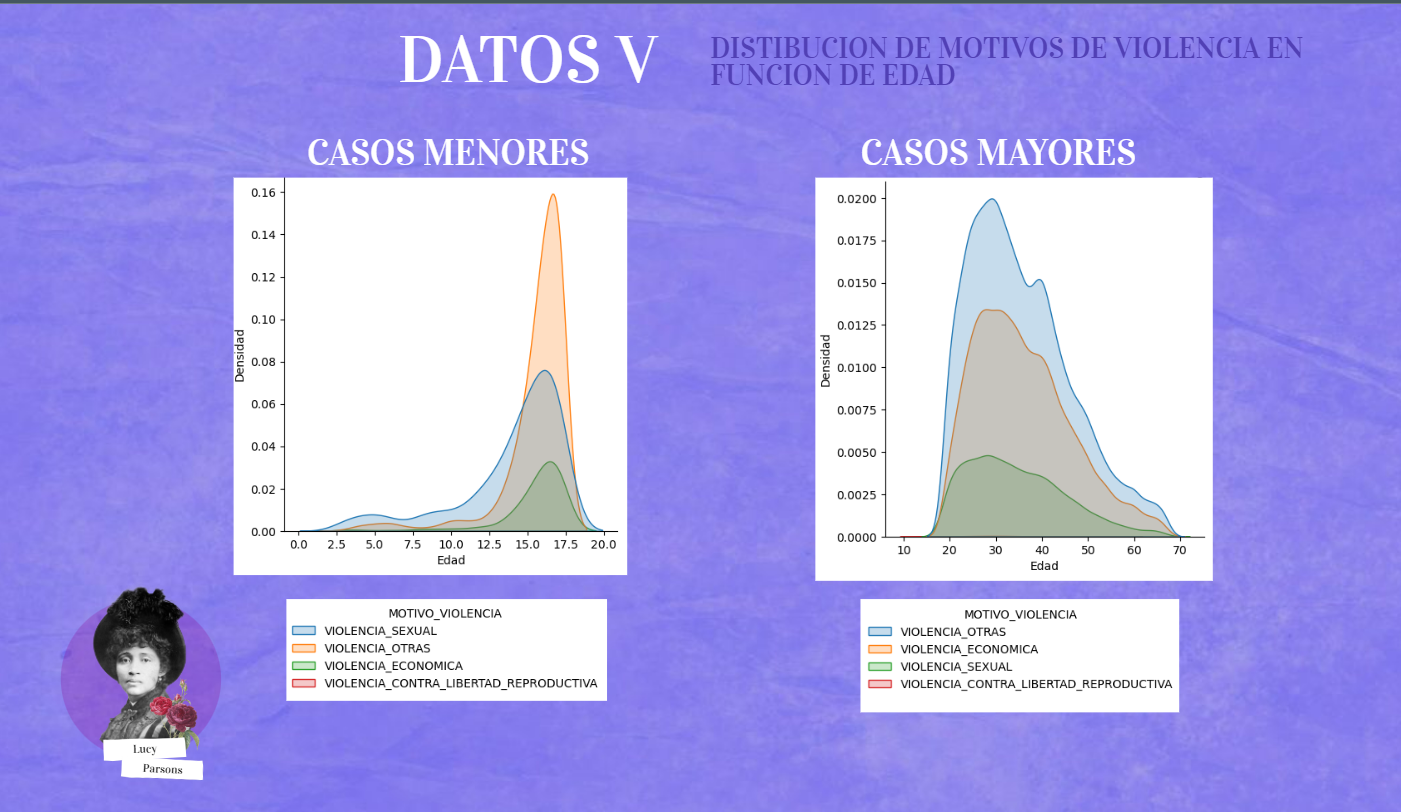 DATOS V
DISTIBUCION DE MOTIVOS DE VIOLENCIA EN
FUNCION DE EDAD
CASOS MENORES
0.16
0.14
0.12
0.10
0.08
0.06
0.04
0.02
0.00
Densidad
0.0 2.5 5.0 7.5 10.0 12.5 15.0 17.5 20.0
Edad
MOTIVO_VIOLENCIA
VIOLENCIA_SEXUAL
VIOLENCIA_OTRAS
VIOLENCIA_ECONOMICA
VIOLENCIA_CONTRA_LIBERTAD_REPRODUCTIVA
CASOS MAYORES
0.0200
0.0175
0.0150
0.0125
0.0100
0.0075
0.0050
0.0025
0.0000
Densidad
10 20 30 40 50 60 70
Edad
MOTIVO_VIOLENCIA
VIOLENCIA_OTRAS
VIOLENCIA_ECONOMICA
VIOLENCIA_SEXUAL
VIOLENCIA_CONTRA_LIBERTAD_REPRODUCTIVA
Lucy
Parsons